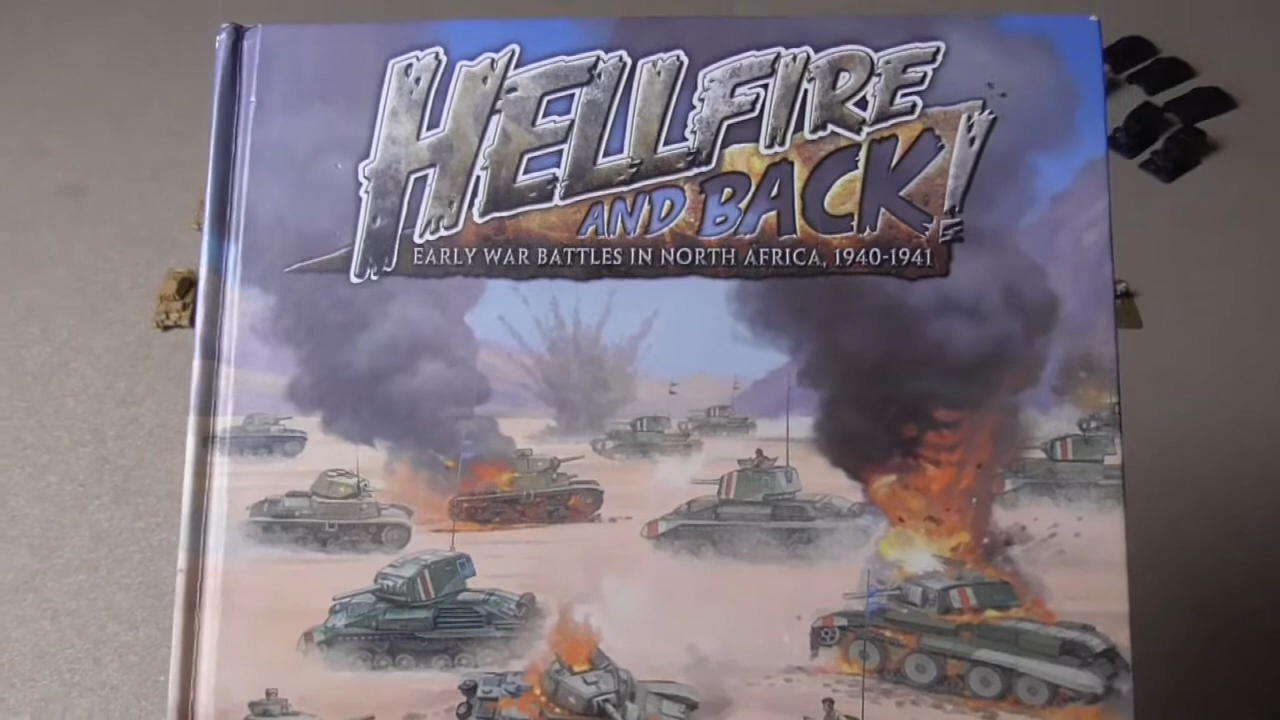 HELLFIRE
AND BACK!
EARLY WAR BATTLES IN NORTH AFRICA, 1940-1941